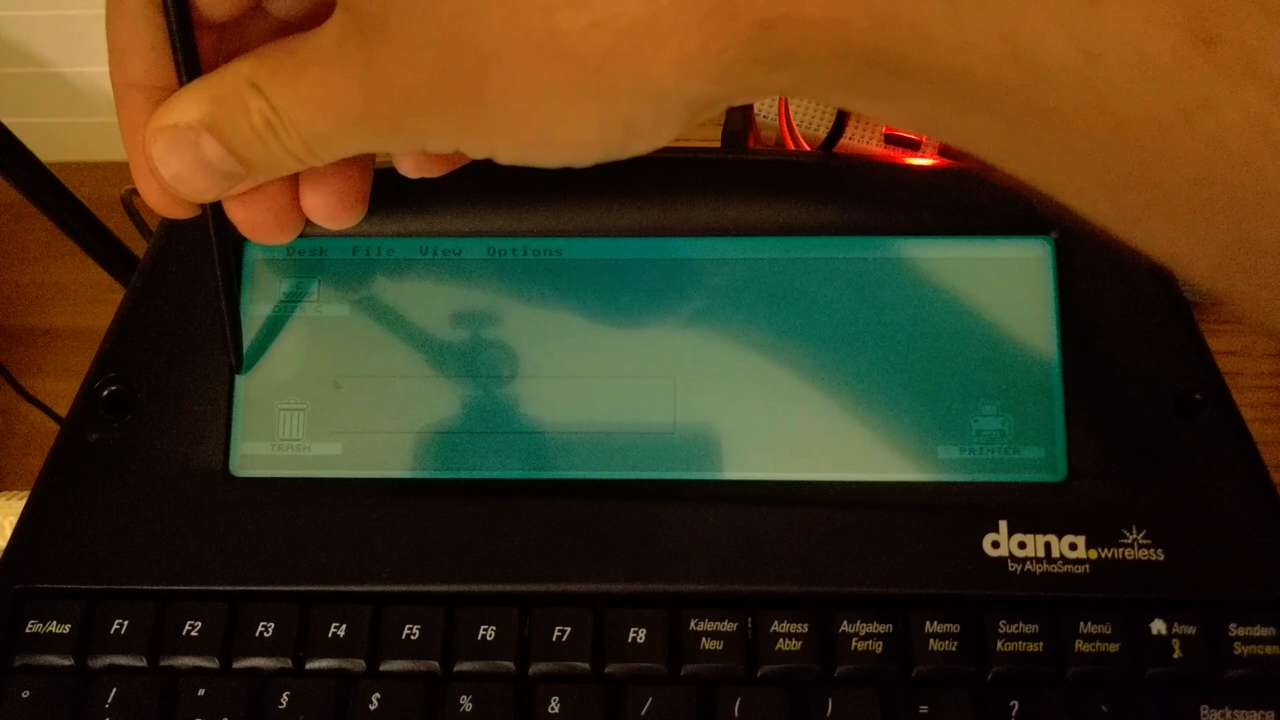 Desk File View Options
DISK C
TRASH
PRINTER
dana.wireless
by AlphaSmart
Ein/Aus F1 F2 F3 F4 F5 F6 F7 F8 Kalender Adress Aufgaben Memo Suchen Menü Anw Senden
Neu Abbr Fertig Notiz Kontrast Rechner Syncen
° ! " § $ % & / ( ) = ? ` Backspace